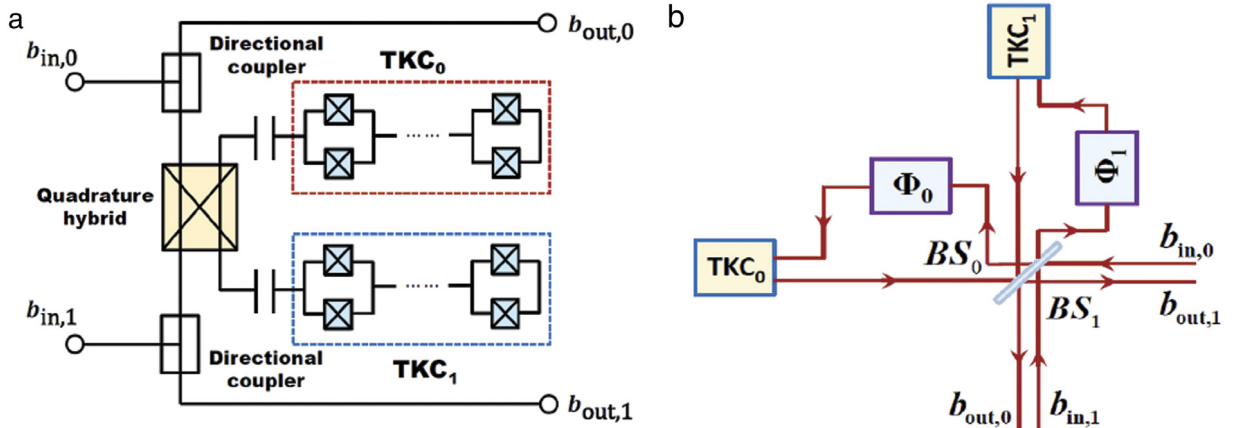 a
b_in,0
Directional
coupler
b_out,0
TKC_0
Quadrature
hybrid
b_in,1
Directional
coupler
TKC_1
b_out,1
b
TKC_1
Φ_1
Φ_0
TKC_0
BS_0
b_in,0
b_out,1
BS_1
b_out,0
b_in,1